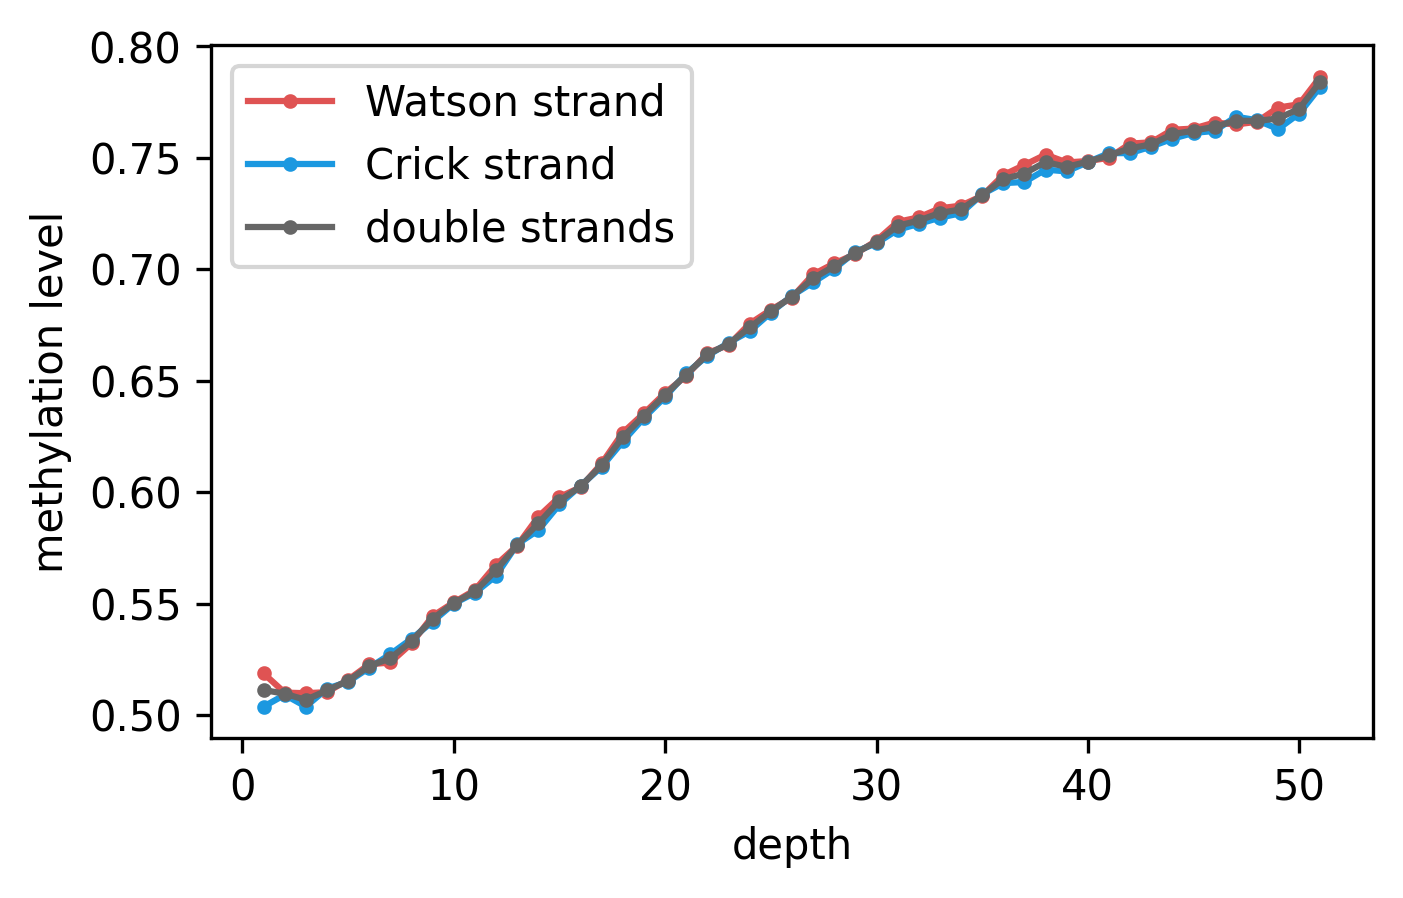 0.80
0.75
0.70
0.65
0.60
0.55
0.50
methylation level
Watson strand
Crick strand
double strands
0 10 20 30 40 50
depth